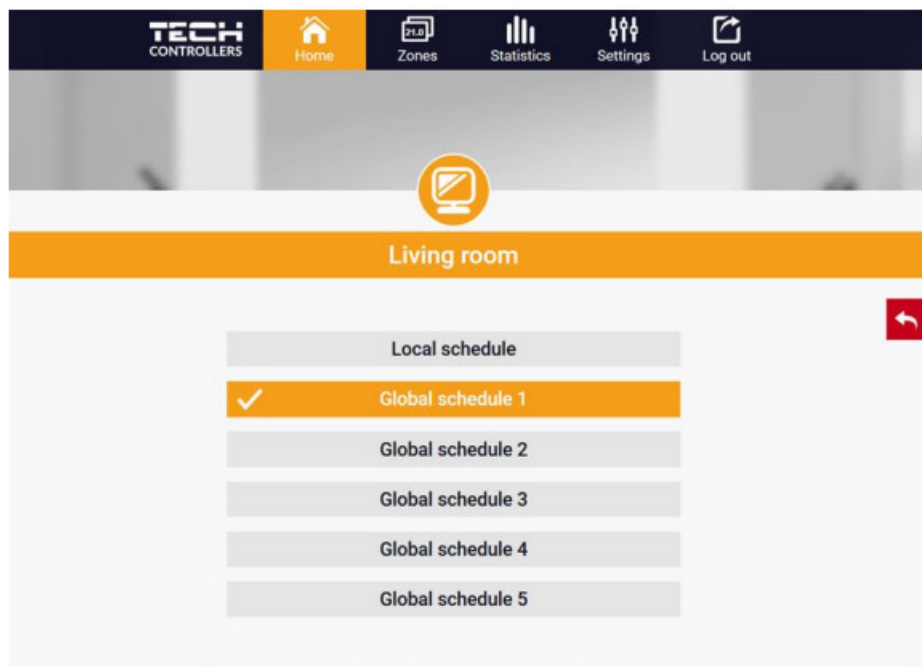 TECH
CONTROLLERS
Home
21.0
Zones
Statistics
Settings
Log out
Living room
Local schedule
Global schedule 1
Global schedule 2
Global schedule 3
Global schedule 4
Global schedule 5